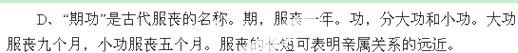 D、“期功”是古代服丧的名称。期，服丧一年。功，分大功和小功。大功
服丧九个月，小功服丧五个月。服丧的长短可表明亲属关系的远近。